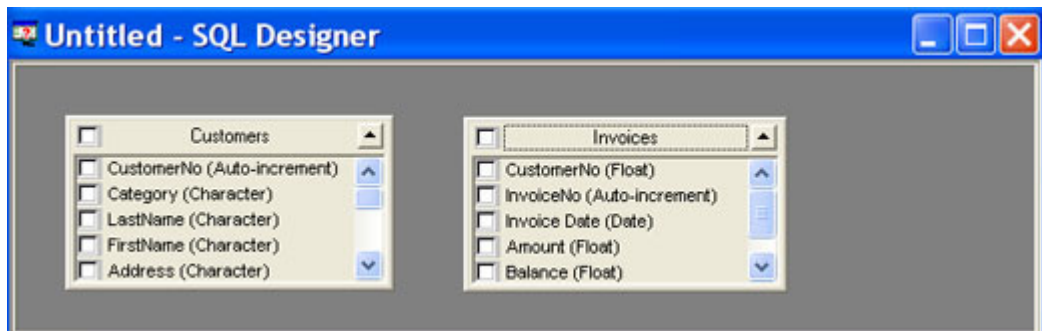 Untitled - SQL Designer
Customers
CustomerNo (Auto-increment)
Category (Character)
LastName (Character)
FirstName (Character)
Address (Character)
Invoices
CustomerNo (Float)
InvoiceNo (Auto-increment)
Invoice Date (Date)
Amount (Float)
Balance (Float)